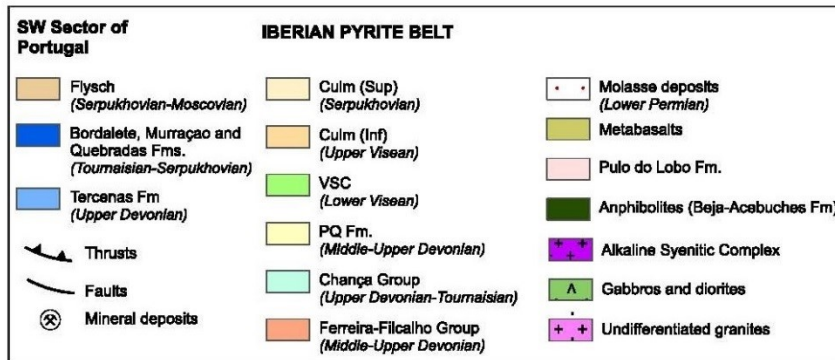 SW Sector of
Portugal
Flysch
(Serpukhovian-Moscovian)
Bordalete, Murraçao and
Quebradas Fms.
(Tournaisian-Serpukhovian)
Tercenas Fm
(Upper Devonian)
Thrusts
Faults
Mineral deposits
IBERIAN PYRITE BELT
Culm (Sup)
(Serpukhovian)
Culm (Inf)
(Upper Visean)
VSC
(Lower Visean)
PQ Fm.
(Middle-Upper Devonian)
Chança Group
(Upper Devonian-Tournaisian)
Ferreira-Filcalho Group
(Middle-Upper Devonian)
Molasse deposits
(Lower Permian)
Metabasalts
Pulo do Lobo Fm.
Anphibolites (Beja-Acebuches Fm)
Alkaline Syenitic Complex
Gabbros and diorites
Undifferentiated granites